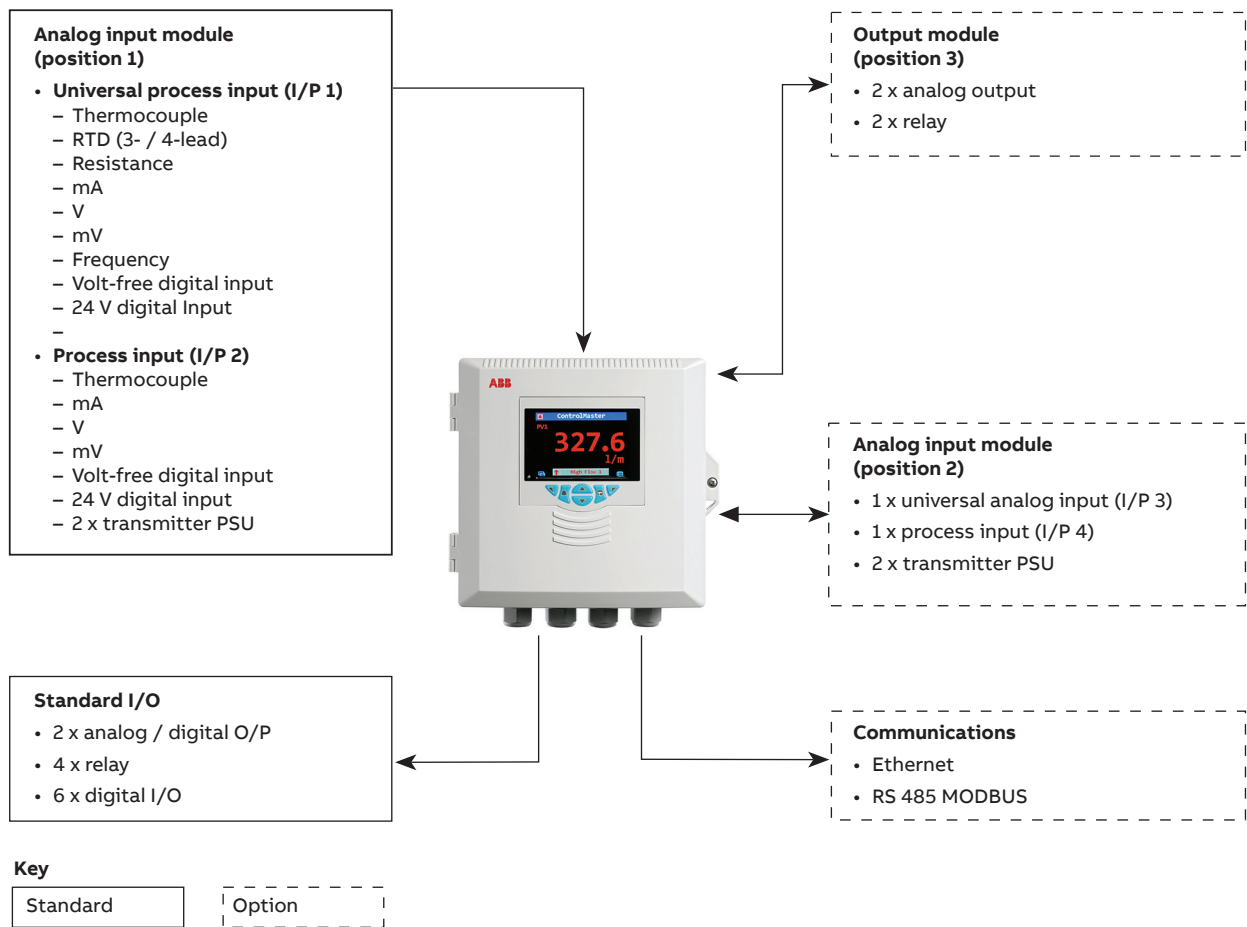 Analog input module
(position 1)
• Universal process input (I/P 1)
– Thermocouple
– RTD (3- / 4-lead)
– Resistance
– mA
– V
– mV
– Frequency
– Volt-free digital input
– 24 V digital Input
–
• Process input (I/P 2)
– Thermocouple
– mA
– V
– mV
– Volt-free digital input
– 24 V digital input
– 2 x transmitter PSU
Output module
(position 3)
• 2 x analog output
• 2 x relay
ABB
ControlMaster
PV1
327.6
l/m
High Flow 1
Analog input module
(position 2)
• 1 x universal analog input (I/P 3)
• 1 x process input (I/P 4)
• 2 x transmitter PSU
Standard I/O
• 2 x analog / digital O/P
• 4 x relay
• 6 x digital I/O
Communications
• Ethernet
• RS 485 MODBUS
Key
Standard
Option